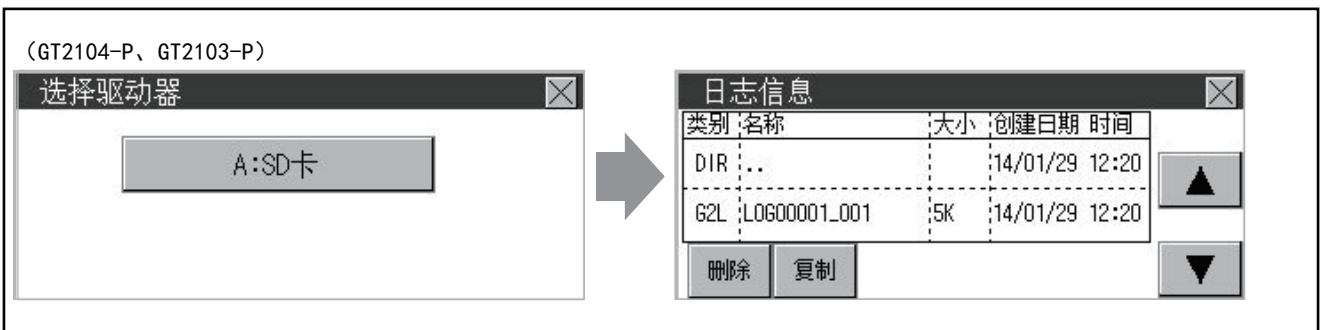 (GT2104-P、GT2103-P)
选择驱动器
A:SD卡
日志信息
类别 名称 大小 创建日期 时间
DIR .. 14/01/29 12:20
G2L LOG00001_001 5K 14/01/29 12:20
删除 复制